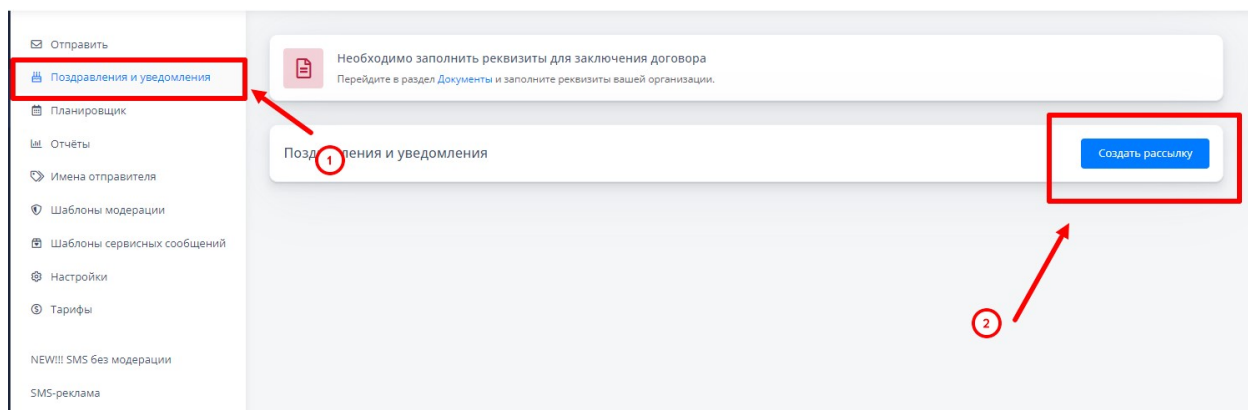 Отправить
Поздравления и уведомления
Планировщик
Отчёты
Имена отправителя
Шаблоны модерации
Шаблоны сервисных сообщений
Настройки
Тарифы
NEW!!! SMS без модерации
SMS-реклама
Необходимо заполнить реквизиты для заключения договора
Перейдите в раздел Документы и заполните реквизиты вашей организации.
Поздравления и уведомления
Создать рассылку
1
2